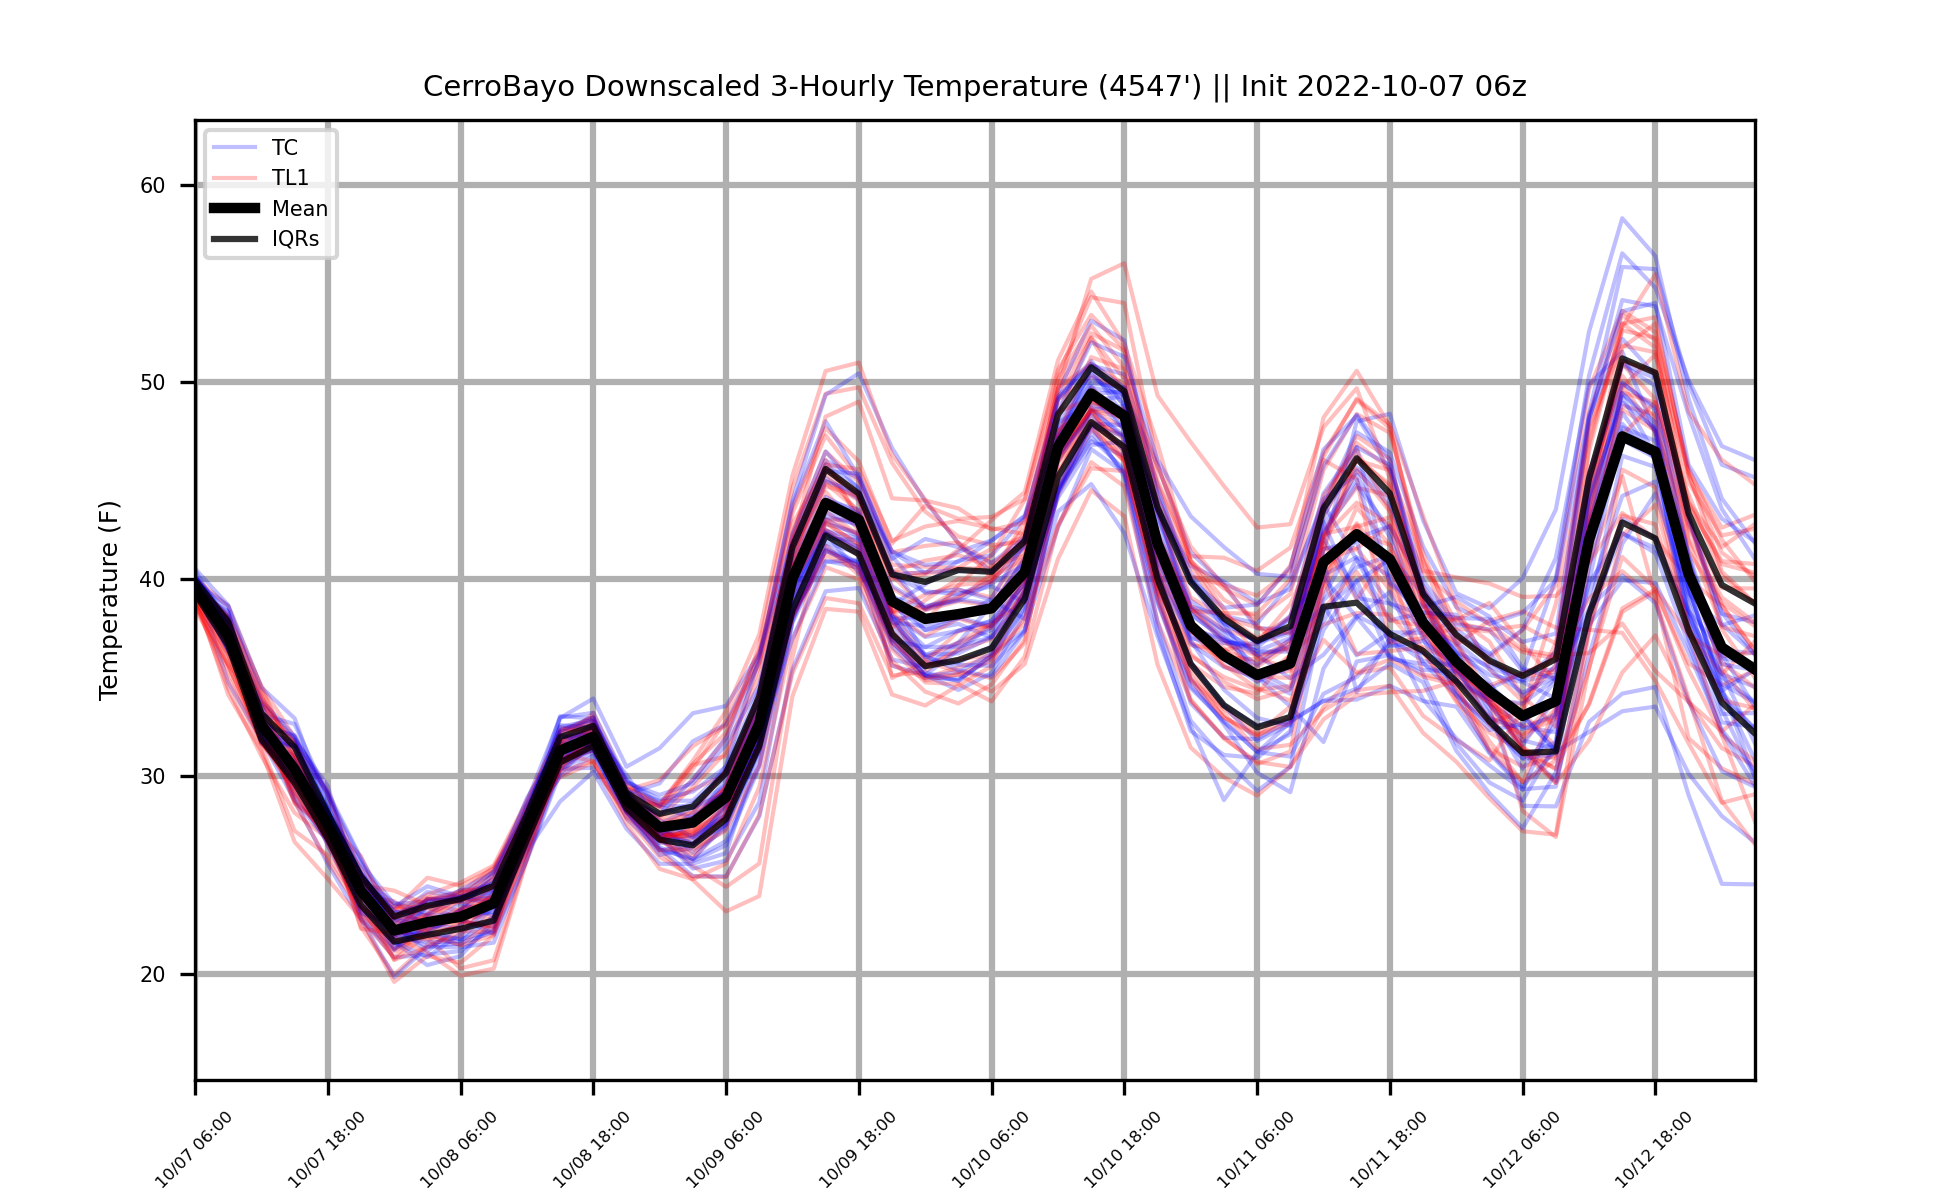 CerroBayo Downscaled 3-Hourly Temperature (4547') || Init 2022-10-07 06z
TC
TL1
Mean
IQRs
Temperature (F)
60
50
40
30
20
10/07 06:00
10/07 18:00
10/08 06:00
10/08 18:00
10/09 06:00
10/09 18:00
10/10 06:00
10/10 18:00
10/11 06:00
10/11 18:00
10/12 06:00
10/12 18:00